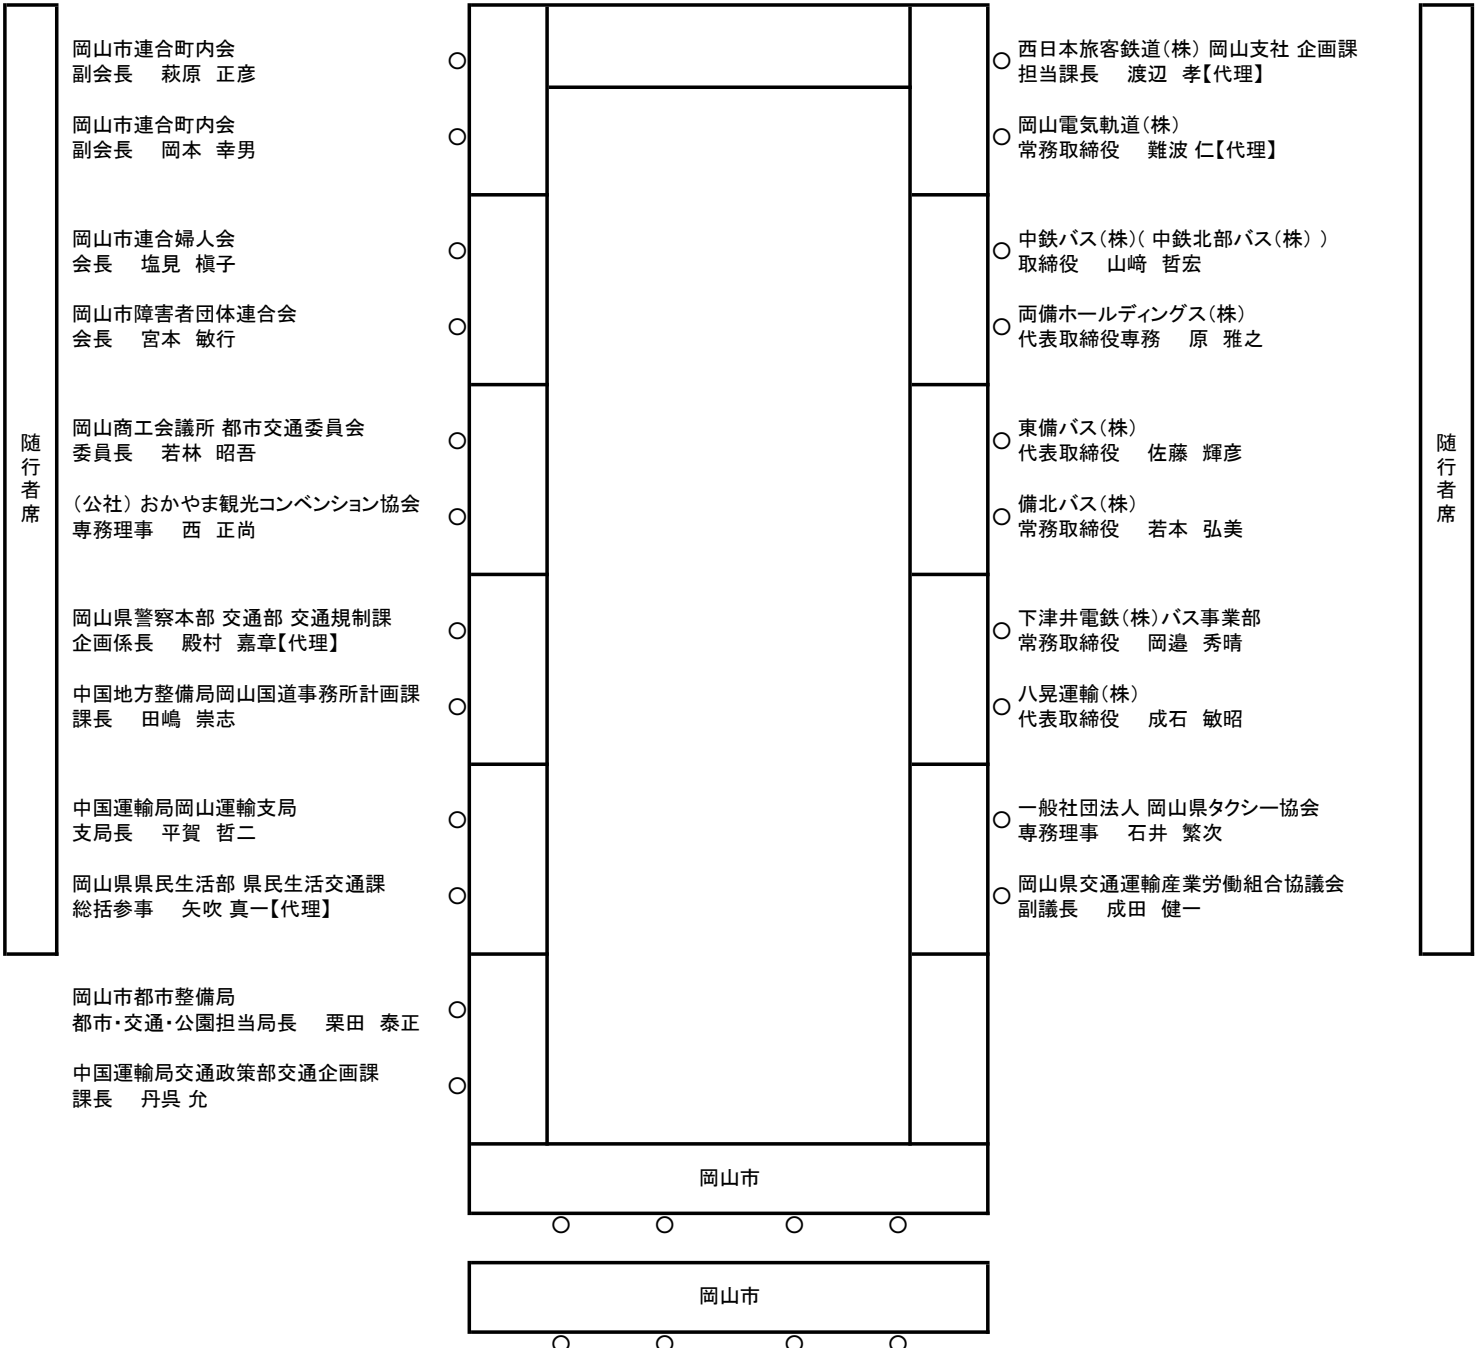 随行者席
岡山市連合町内会
副会長　萩原　正彦
岡山市連合町内会
副会長　岡本　幸男
岡山市連合婦人会
会長　塩見　槇子
岡山市障害者団体連合会
会長　宮本　敏行
岡山商工会議所 都市交通委員会
委員長　若林　昭吾
（公社）おかやま観光コンベンション協会
専務理事　西　正尚
岡山県警察本部 交通部 交通規制課
企画係長　殿村　嘉章【代理】
中国地方整備局岡山国道事務所計画課
課長　田嶋　崇志
中国運輸局岡山運輸支局
支局長　平賀　哲二
岡山県県民生活部 県民生活交通課
総括参事　矢吹 真一【代理】
岡山市都市整備局
都市・交通・公園担当局長　栗田　泰正
中国運輸局交通政策部交通企画課
課長　丹呉 允
西日本旅客鉄道（株） 岡山支社 企画課
担当課長　渡辺　孝【代理】
岡山電気軌道（株）
常務取締役　難波 仁【代理】
中鉄バス（株）（ 中鉄北部バス（株） ）
取締役　山﨑　哲宏
両備ホールディングス（株）
代表取締役専務　原　雅之
東備バス（株）
代表取締役　佐藤　輝彦
備北バス（株）
常務取締役　若本　弘美
下津井電鉄（株）バス事業部
常務取締役　岡邉　秀晴
八晃運輸（株）
代表取締役　成石　敏昭
一般社団法人 岡山県タクシー協会
専務理事　石井　繁次
岡山県交通運輸産業労働組合協議会
副議長　成田　健一
随行者席
岡山市
岡山市